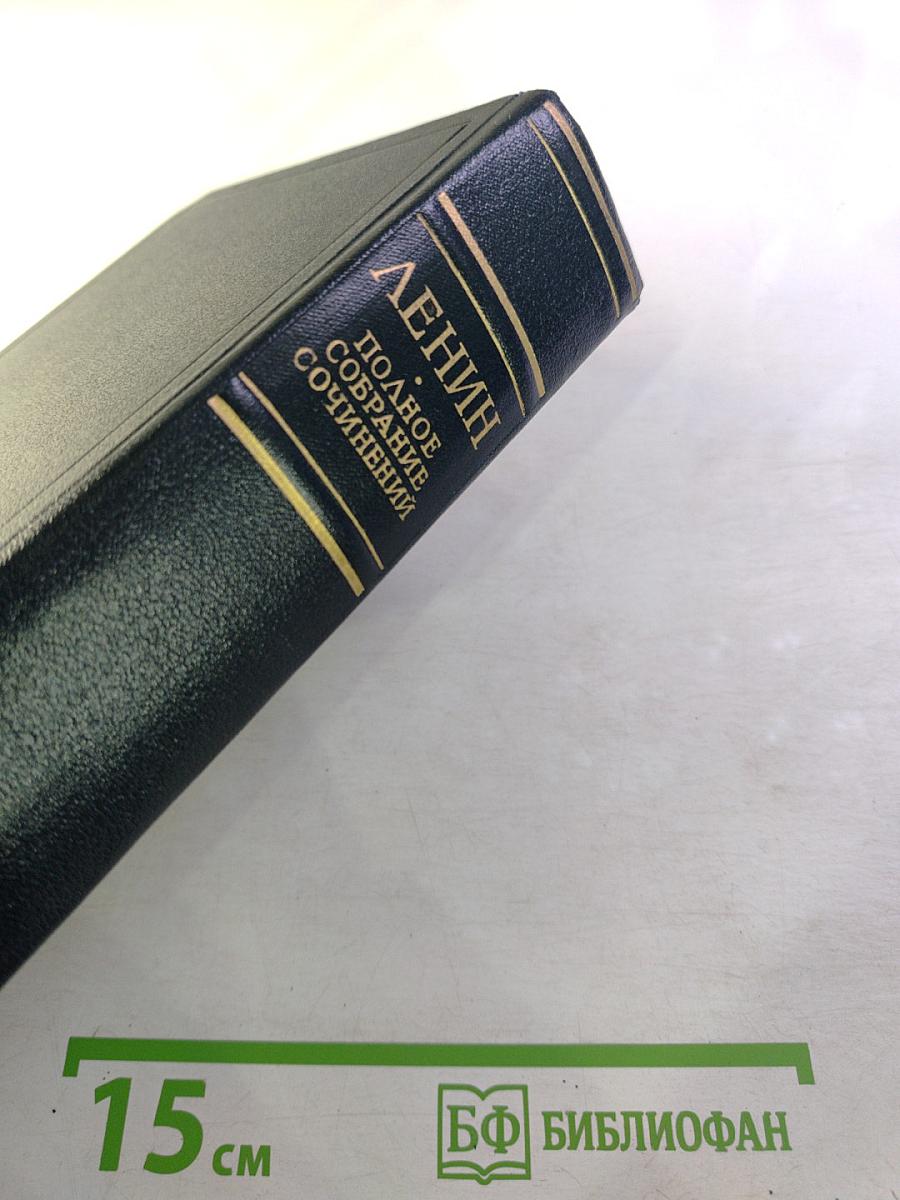 ЛЕНИН
•
ПОЛНОЕ
СОБРАНИЕ
СОЧИНЕНИЙ
15 см
БФ БИБЛИОФАН